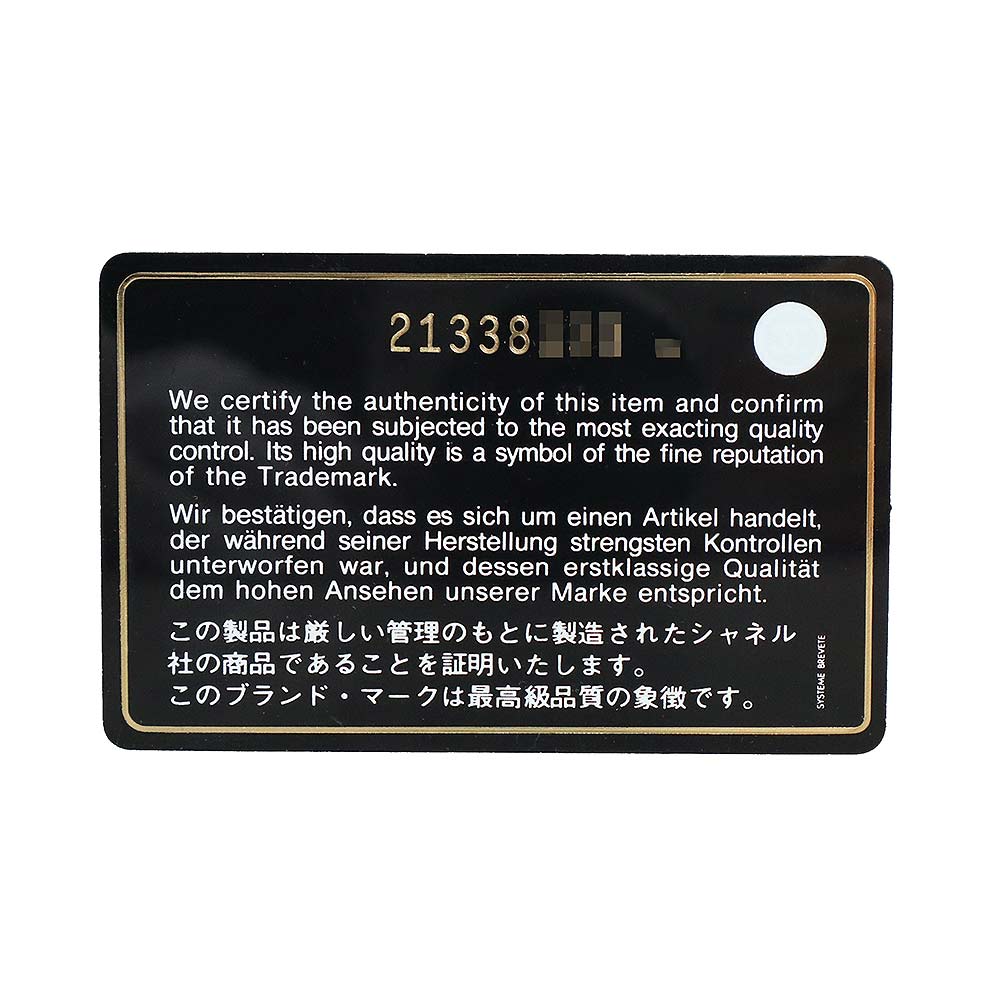 21338
We certify the authenticity of this item and confirm
that it has been subjected to the most exacting quality
control. Its high quality is a symbol of the fine reputation
of the Trademark.
Wir bestätigen, dass es sich um einen Artikel handelt,
der während seiner Herstellung strengsten Kontrollen
unterworfen war, und dessen erstklassige Qualität
dem hohen Ansehen unserer Marke entspricht.
この製品は厳しい管理のもとに製造されたシャネル
社の商品であることを証明いたします。
このブランド・マークは最高級品質の象徴です。
SYSTEME BREVETE